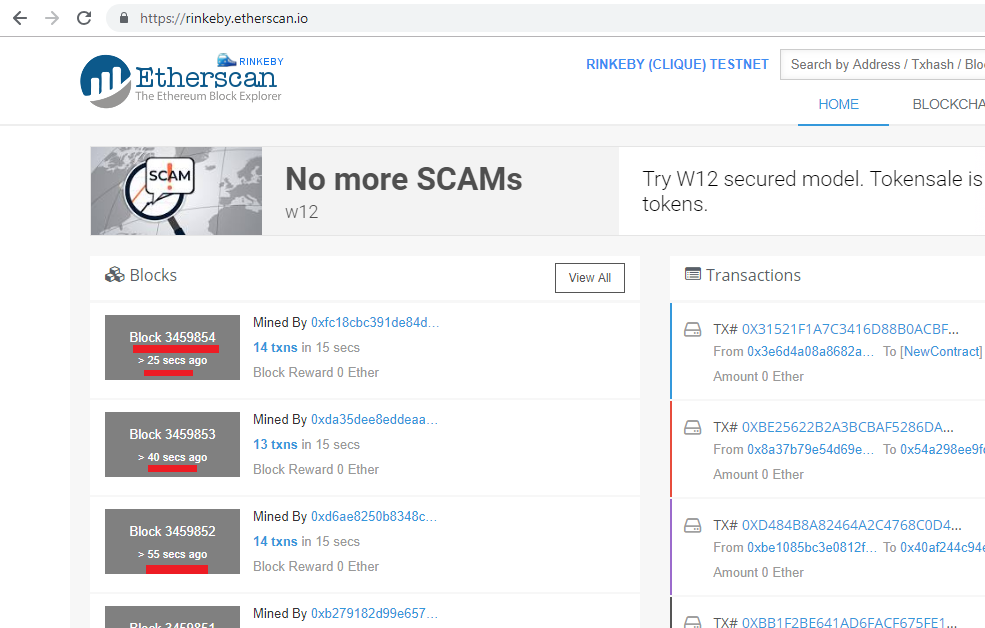 https://rinkeby.etherscan.io
RINKEBY
Etherscan
The Ethereum Block Explorer
RINKEBY (CLIQUE) TESTNET
Search by Address / Txhash / Bloc
HOME
BLOCKCHA
SCAM
No more SCAMs
w12
Try W12 secured model. Tokensale is
tokens.
Blocks
View All
Block 3459854
> 25 secs ago
Mined By 0xfc18cbc391de84d...
14 txns in 15 secs
Block Reward 0 Ether
Block 3459853
> 40 secs ago
Mined By 0xda35dee8eddeaa...
13 txns in 15 secs
Block Reward 0 Ether
Block 3459852
> 55 secs ago
Mined By 0xd6ae8250b8348c...
14 txns in 15 secs
Block Reward 0 Ether
Block 3459851
Mined By 0xb279182d99e657...
Transactions
TX# 0X31521F1A7C3416D88B0ACBF...
From 0x3e6d4a08a8682a... To [NewContract]
Amount 0 Ether
TX# 0XBE25622B2A3BCBAF5286DA...
From 0x8a37b79e54d69e... To 0x54a298ee9fc
Amount 0 Ether
TX# 0XD484B8A82464A2C4768C0D4...
From 0xbe1085bc3e0812f... To 0x40af244c94e
Amount 0 Ether
TX# 0XBB1F2BE641AD6FACF675FE1...